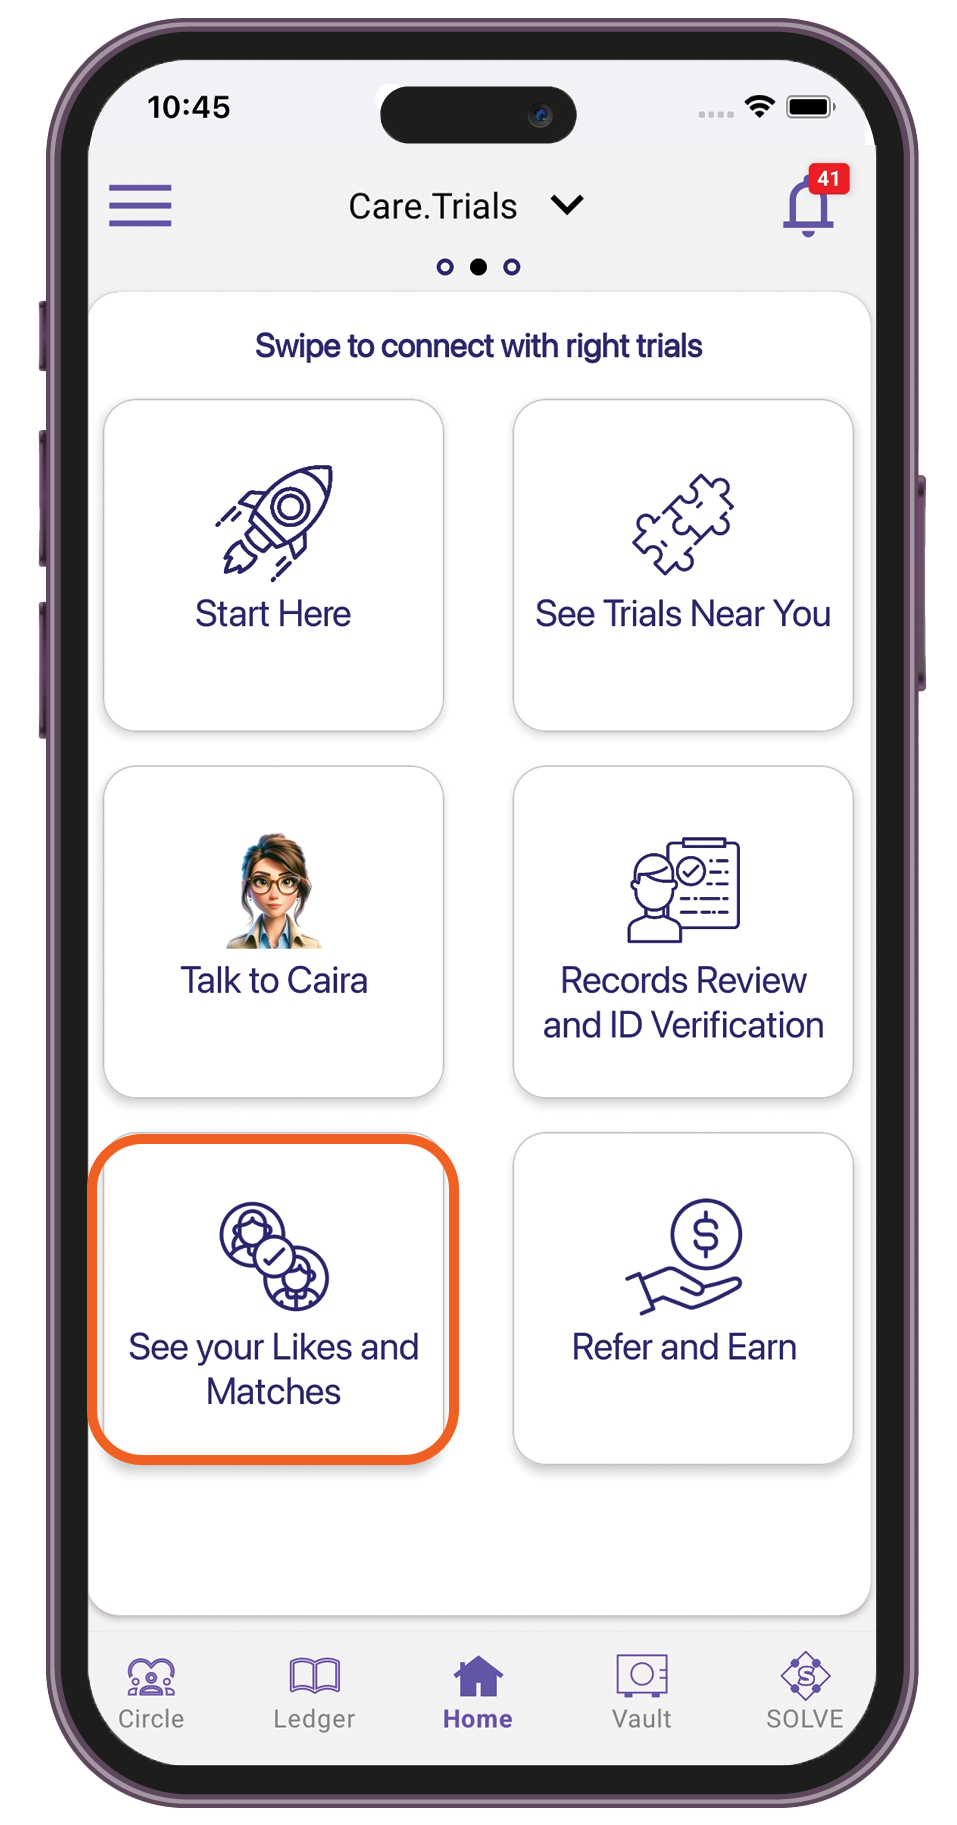 10:45
Care.Trials
41
Swipe to connect with right trials
Start Here
See Trials Near You
Talk to Caira
Records Review
and ID Verification
See your Likes and
Matches
$
Refer and Earn
S
Circle
Ledger
Home
Vault
SOLVE